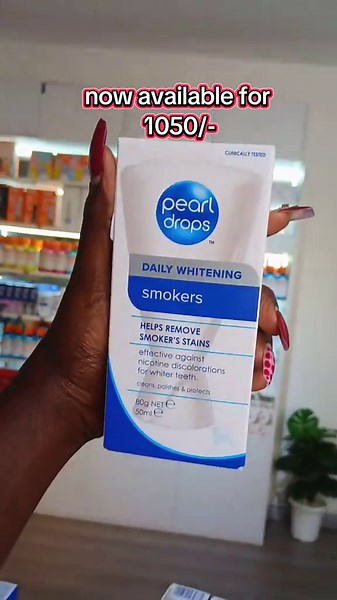 now available for
1050/-
CLINICALLY TESTED
pearl
drops
TM
DAILY WHITENING
smokers
HELPS REMOVE
SMOKER'S STAINS
effective against
nicotine discolorations
for whiter teeth.
cleans, polishes & protects
80g NET ℮
50ml ℮